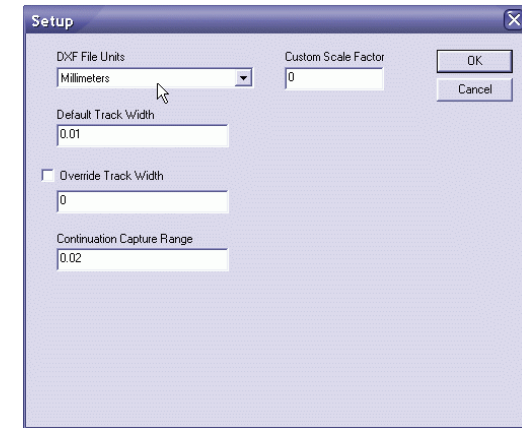 Setup
DXF File Units
Millimeters
Custom Scale Factor
0
OK
Cancel
Default Track Width
0.01
Override Track Width
0
Continuation Capture Range
0.02